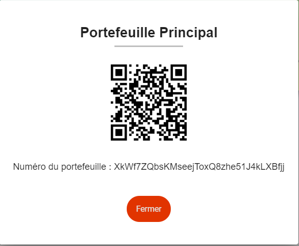 Portefeuille Principal
Numéro du portefeuille : XkWf7ZQbsKMseejToxQ8zhe51J4kLXBfjj
Fermer